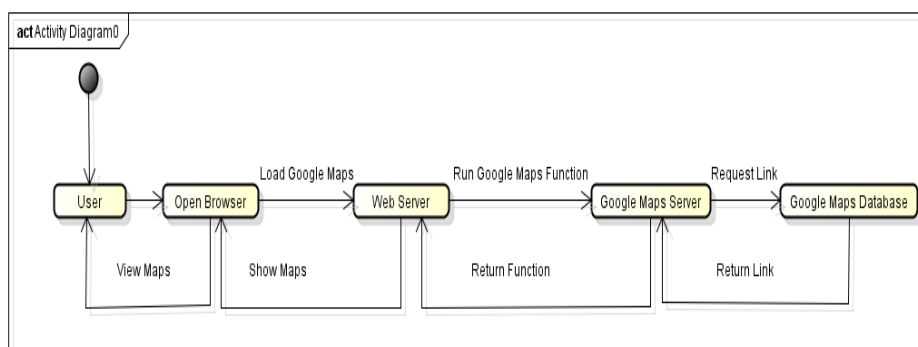 act Activity Diagram0
Load Google Maps
Run Google Maps Function
Request Link
User
Open Browser
Web Server
Google Maps Server
Google Maps Database
View Maps
Show Maps
Return Function
Return Link